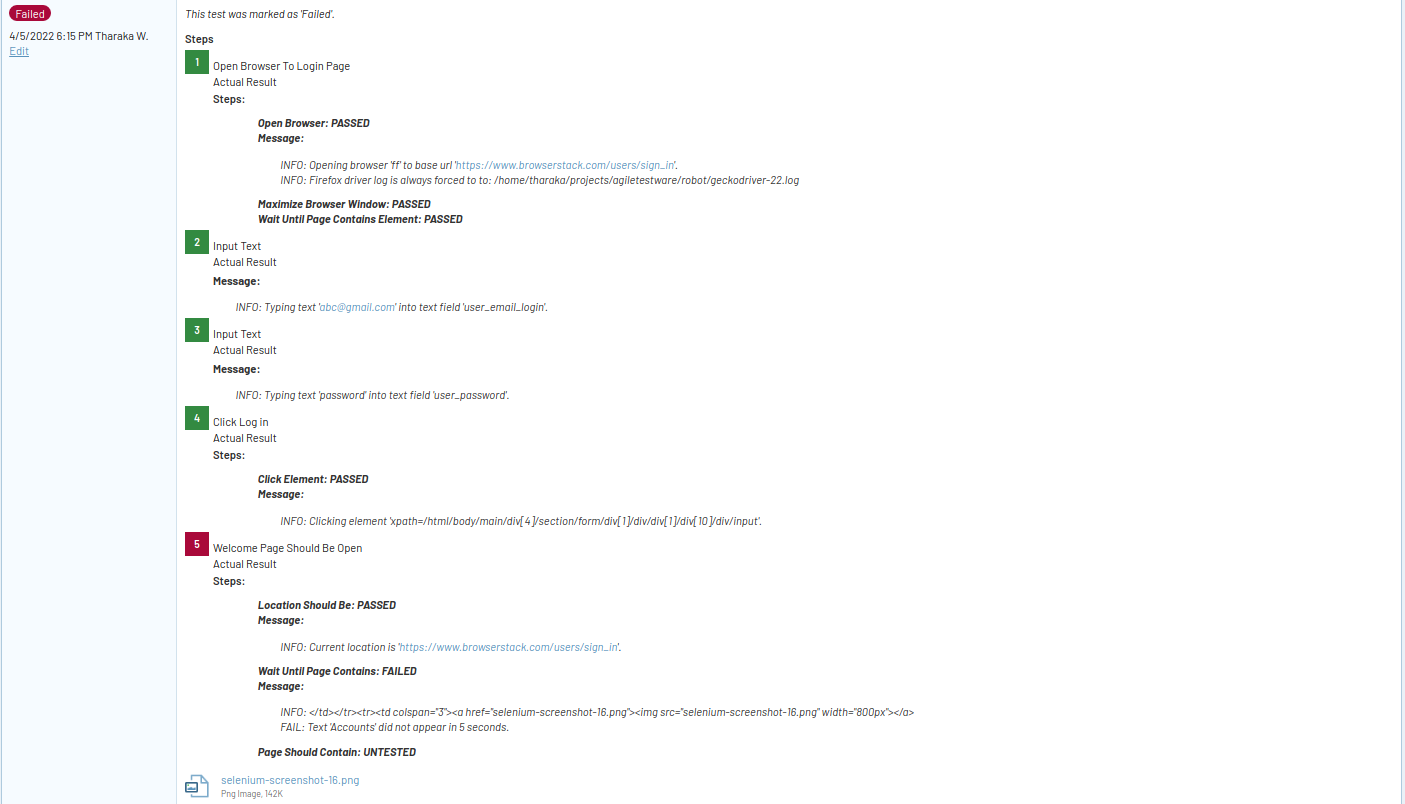 Failed
4/5/2022 6:15 PM Tharaka W.
Edit
This test was marked as 'Failed'.
Steps
1
Open Browser To Login Page
Actual Result
Steps:
Open Browser: PASSED
Message:
INFO: Opening browser 'ff' to base url 'https://www.browserstack.com/users/sign_in'.
INFO: Firefox driver log is always forced to to: /home/tharaka/projects/agiletestware/robot/geckodriver-22.log
Maximize Browser Window: PASSED
Wait Until Page Contains Element: PASSED
2
Input Text
Actual Result
Message:
INFO: Typing text 'abc@gmail.com' into text field 'user_email_login'.
3
Input Text
Actual Result
Message:
INFO: Typing text 'password' into text field 'user_password'.
4
Click Log in
Actual Result
Steps:
Click Element: PASSED
Message:
INFO: Clicking element 'xpath=/html/body/main/div[4]/section/form/div[1]/div/div[1]/div[10]/div/input'.
5
Welcome Page Should Be Open
Actual Result
Steps:
Location Should Be: PASSED
Message:
INFO: Current location is 'https://www.browserstack.com/users/sign_in'.
Wait Until Page Contains: FAILED
Message:
INFO: </td></tr><tr><td colspan="3"><a href="selenium-screenshot-16.png"><img src="selenium-screenshot-16.png" width="800px"></a>
FAIL: Text 'Accounts' did not appear in 5 seconds.
Page Should Contain: UNTESTED
selenium-screenshot-16.png
Png Image, 142K